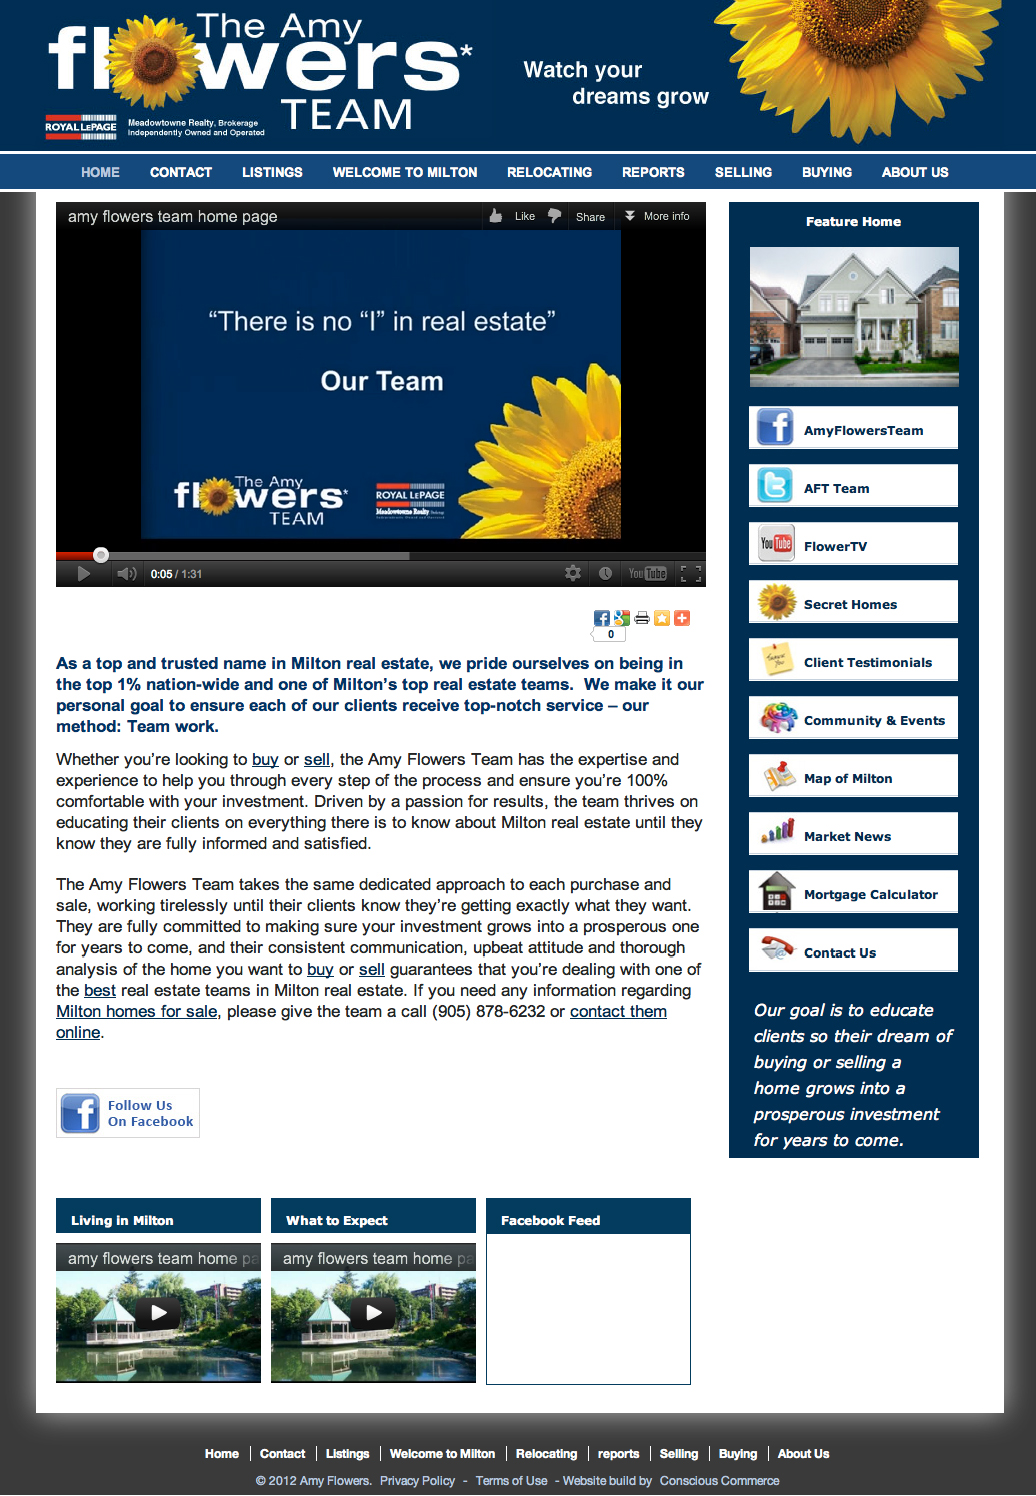 The Amy
flowers*
TEAM
Watch your
dreams grow
ROYAL LEPAGE
Meadowtowne Realty, Brokerage
Independently Owned and Operated
HOME CONTACT LISTINGS WELCOME TO MILTON RELOCATING REPORTS SELLING BUYING ABOUT US
amy flowers team home page Like Share More info
“There is no “I” in real estate”
Our Team
The Amy
flowers*
TEAM
ROYAL LEPAGE
Meadowtowne Realty,
0:05 / 1:31 YouTube
0
As a top and trusted name in Milton real estate, we pride ourselves on being in
the top 1% nation-wide and one of Milton’s top real estate teams. We make it our
personal goal to ensure each of our clients receive top-notch service – our
method: Team work.
Whether you’re looking to buy or sell, the Amy Flowers Team has the expertise and
experience to help you through every step of the process and ensure you’re 100%
comfortable with your investment. Driven by a passion for results, the team thrives on
educating their clients on everything there is to know about Milton real estate until they
know they are fully informed and satisfied.
The Amy Flowers Team takes the same dedicated approach to each purchase and
sale, working tirelessly until their clients know they’re getting exactly what they want.
They are fully committed to making sure your investment grows into a prosperous one
for years to come, and their consistent communication, upbeat attitude and thorough
analysis of the home you want to buy or sell guarantees that you’re dealing with one of
the best real estate teams in Milton real estate. If you need any information regarding
Milton homes for sale, please give the team a call (905) 878-6232 or contact them
online.
Follow Us
On Facebook
Feature Home
AmyFlowersTeam
AFT Team
YouTube FlowerTV
Secret Homes
Client Testimonials
Community & Events
Map of Milton
Market News
Mortgage Calculator
Contact Us
Our goal is to educate
clients so their dream of
buying or selling a
home grows into a
prosperous investment
for years to come.
Living in Milton
amy flowers team home pa
What to Expect
amy flowers team home pa
Facebook Feed
Home Contact Listings Welcome to Milton Relocating reports Selling Buying About Us
© 2012 Amy Flowers. Privacy Policy - Terms of Use - Website build by Conscious Commerce